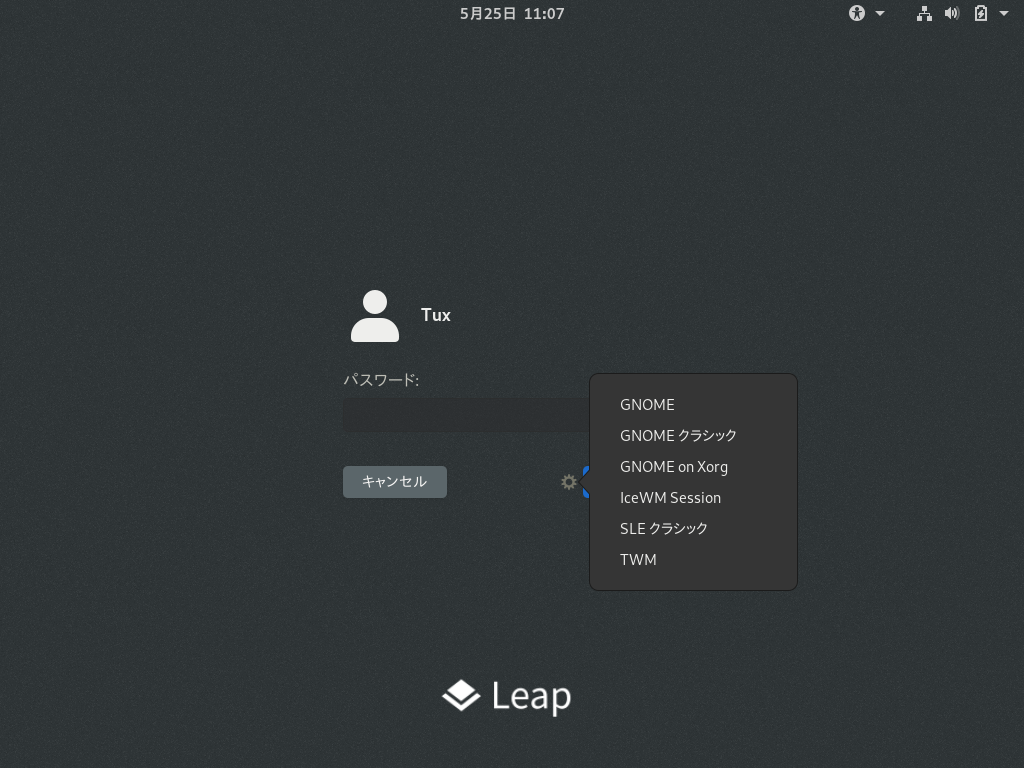 5月25日 11:07
Tux
パスワード:
GNOME
GNOME クラシック
GNOME on Xorg
キャンセル
IceWM Session
SLE クラシック
TWM
Leap